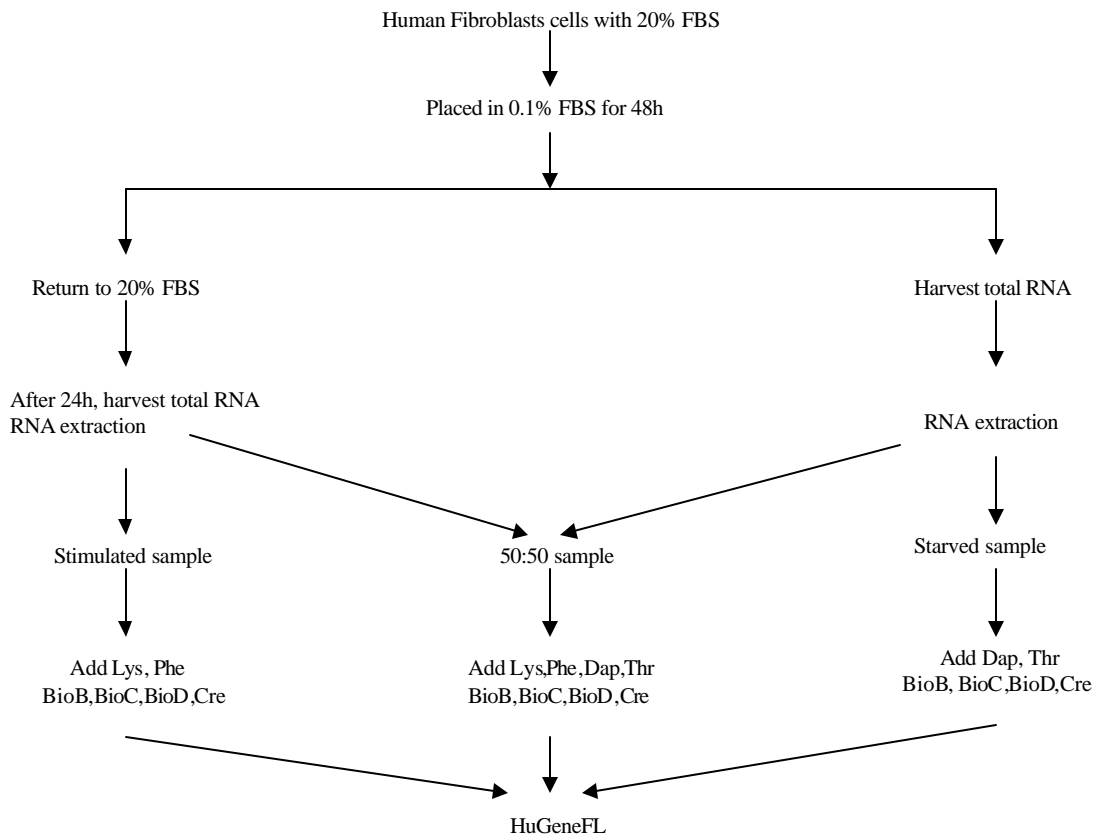 Human Fibroblasts cells with 20% FBS
Placed in 0.1% FBS for 48h
Return to 20% FBS
Harvest total RNA
After 24h, harvest total RNA
RNA extraction
RNA extraction
Stimulated sample
50:50 sample
Starved sample
Add Lys, Phe
BioB,BioC,BioD,Cre
Add Lys,Phe,Dap,Thr
BioB,BioC,BioD,Cre
Add Dap, Thr
BioB, BioC,BioD,Cre
HuGeneFL